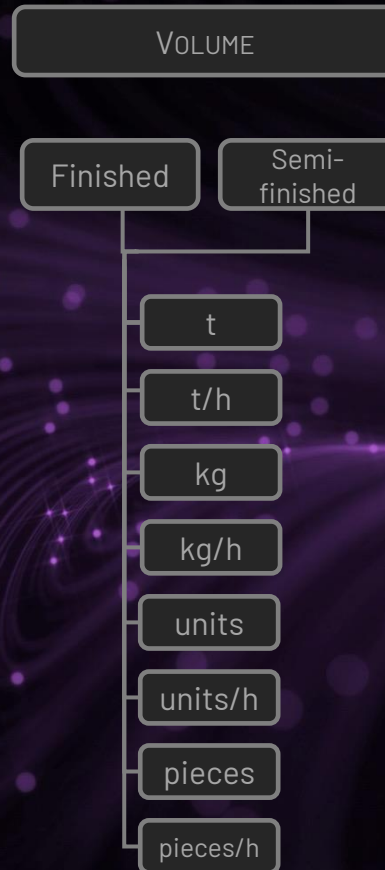 VOLUME
Finished
Semi-
finished
t
t/h
kg
kg/h
units
units/h
pieces
pieces/h